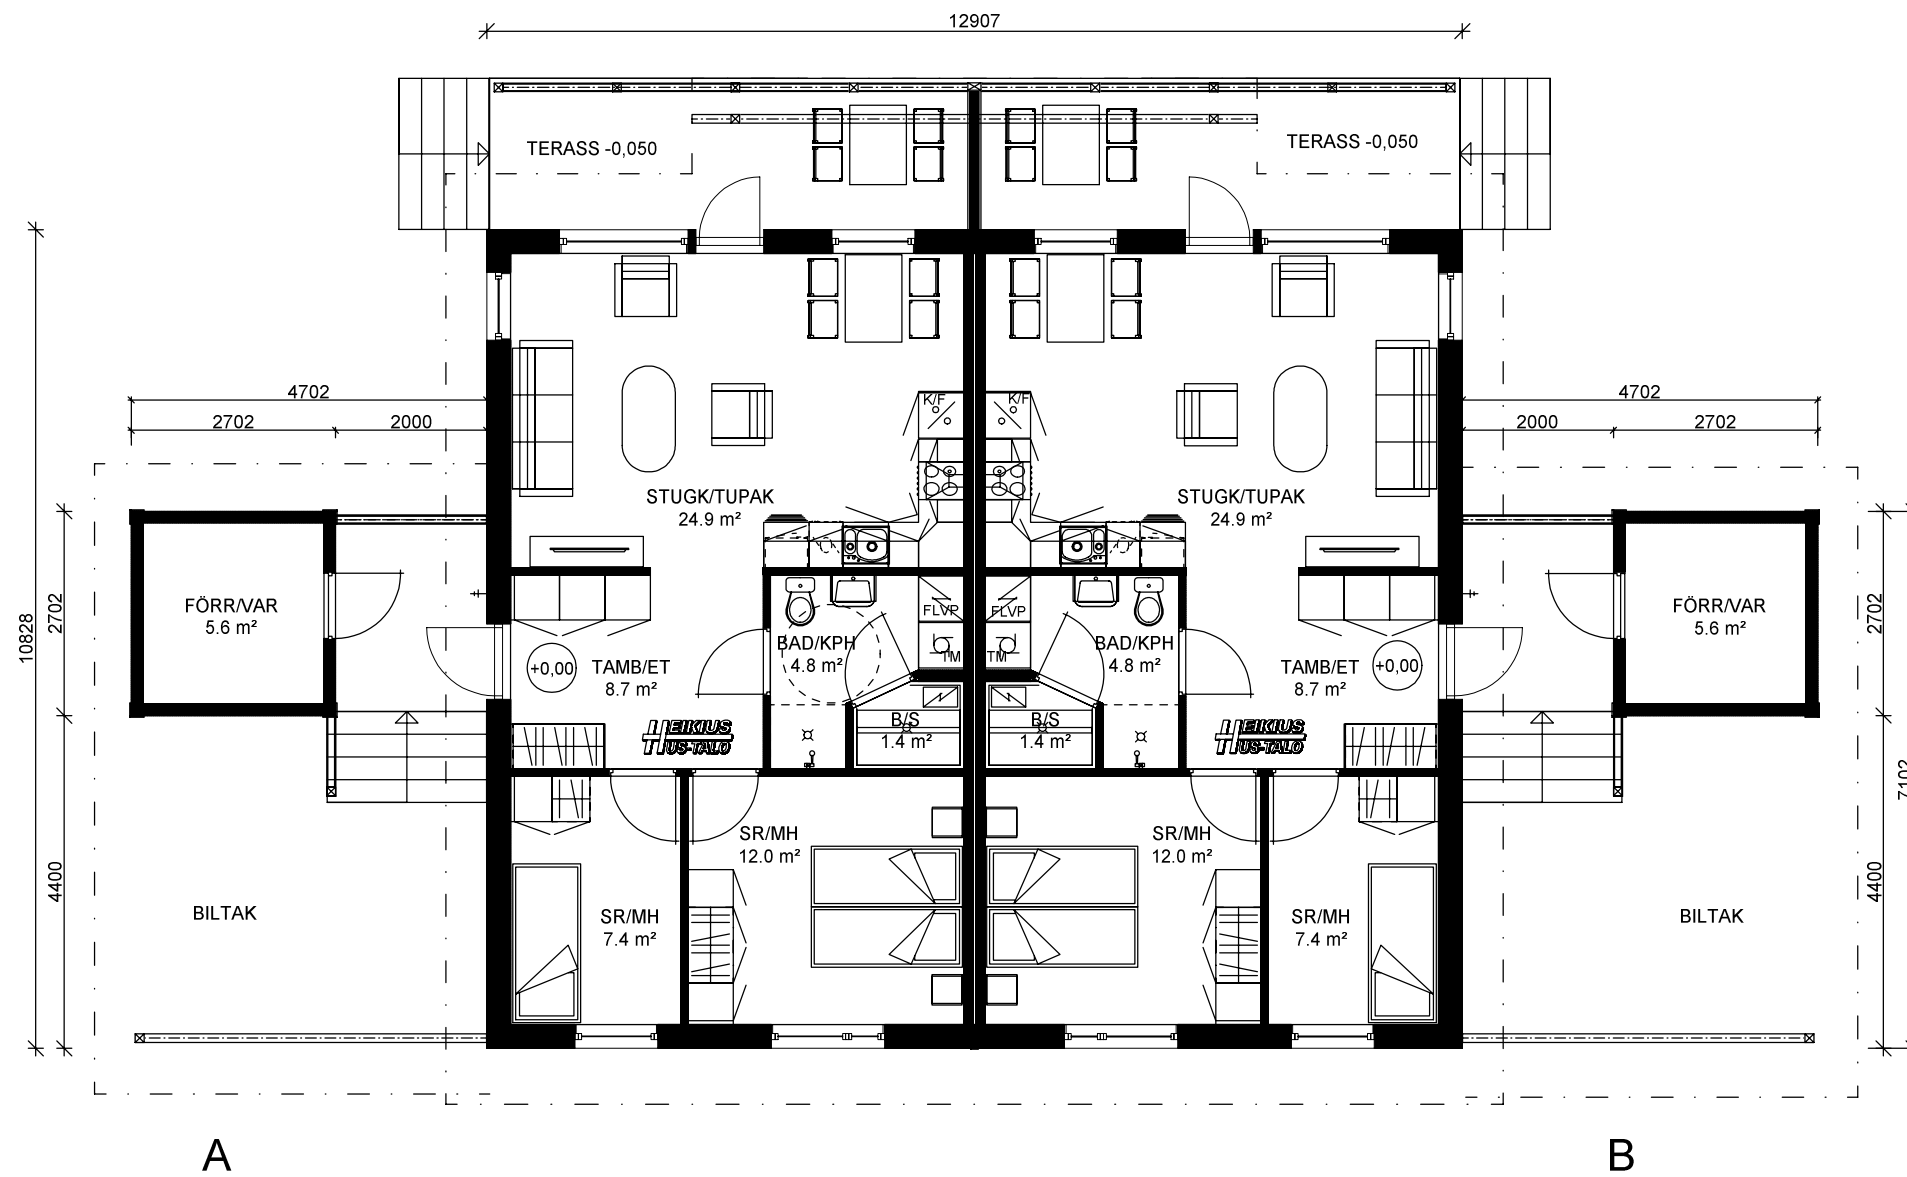 12907
TERASS -0,050
TERASS -0,050
4702
2702
2000
4702
2000
2702
K/F
K/F
STUGK/TUPAK
24.9 m²
STUGK/TUPAK
24.9 m²
10828
2702
4400
FÖRR/VAR
5.6 m²
FLVP
FLVP
FÖRR/VAR
5.6 m²
2702
7102
4400
+0,00
TAMB/ET
8.7 m²
BAD/KPH
4.8 m²
TM
TM
BAD/KPH
4.8 m²
TAMB/ET
8.7 m²
+0,00
HEIKIUS
HUS-TALO
B/S
1.4 m²
B/S
1.4 m²
HEIKIUS
HUS-TALO
SR/MH
12.0 m²
SR/MH
12.0 m²
BILTAK
SR/MH
7.4 m²
SR/MH
7.4 m²
BILTAK
A
B